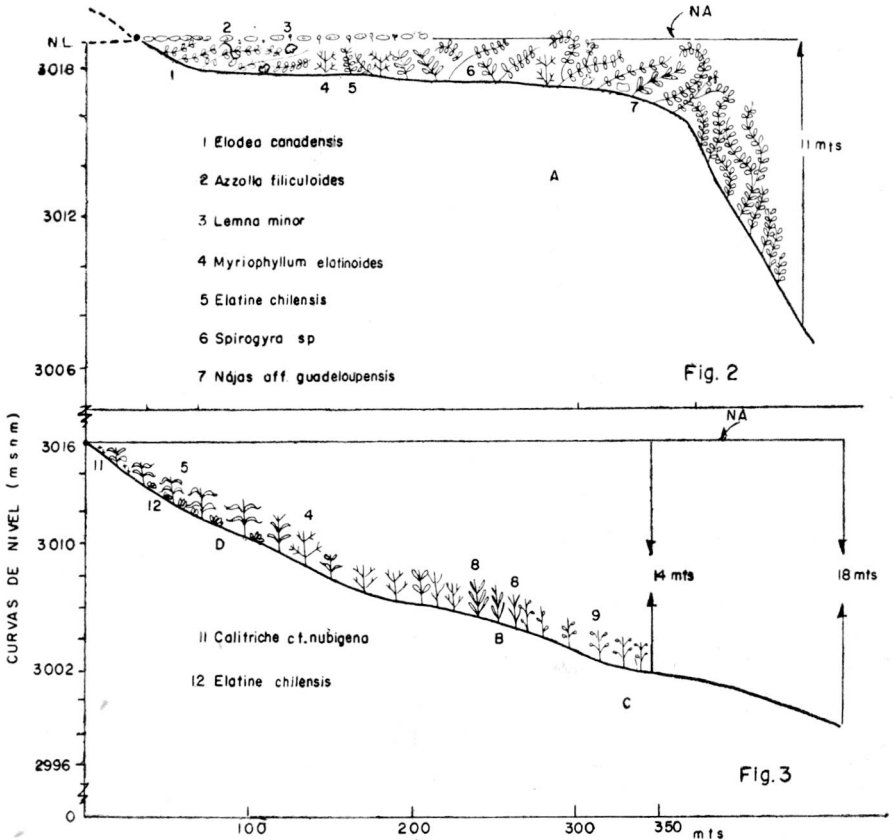 NA
N L
2
3
3018
1
4
5
6
7
11 mts
1 Elodea canadensis
2 Azzolla filiculoides
A
3 Lemna minor
3012
4 Myriophyllum elatinoides
5 Elatine chilensis
6 Spirogyra sp
7 Nájas aff. guadeloupensis
3006
Fig. 2
NA
3016
11
5
12
4
3010
D
8
8
14 mts
18 mts
9
B
11 Calitriche cf. nubigena
3002
12 Elatine chilensis
C
2996
Fig. 3
0
100
200
300
350
mts
CURVAS DE NIVEL (msnm)